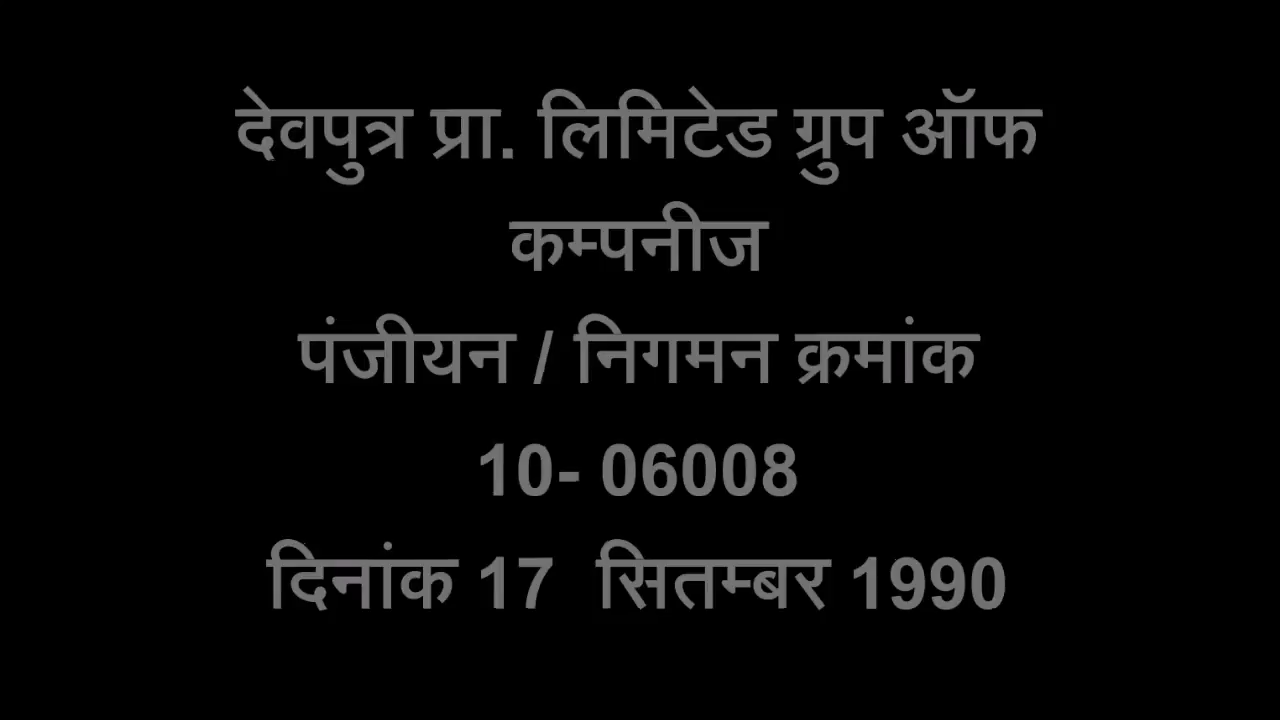 देवपुत्र प्रा. लिमिटेड ग्रुप ऑफ
कम्पनीज
पंजीयन / निगमन क्रमांक
10- 06008
दिनांक 17  सितम्बर 1990